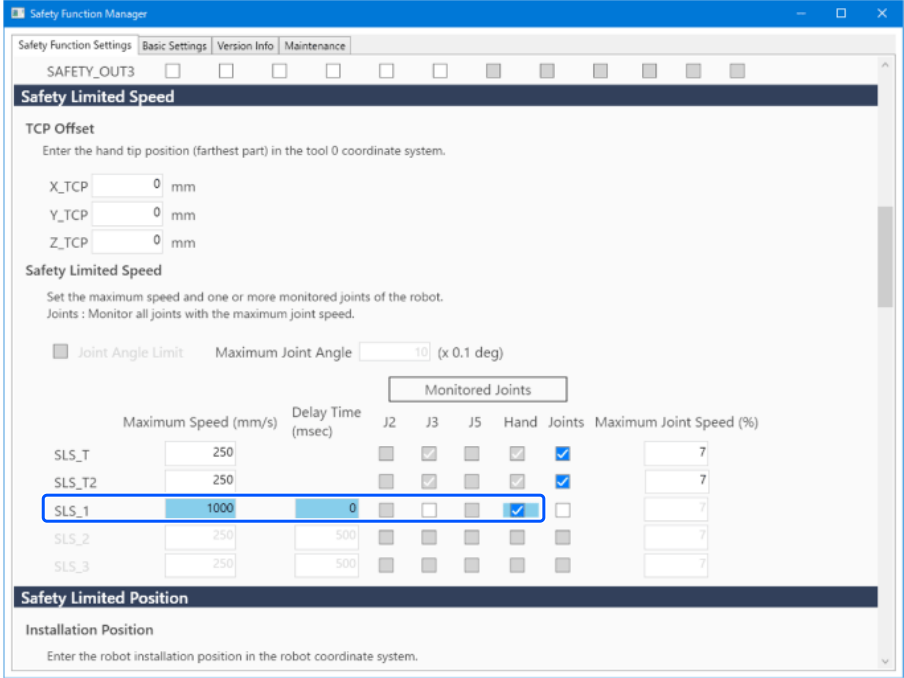 Safety Function Manager
Safety Function Settings Basic Settings Version Info Maintenance
SAFETY_OUT3
Safety Limited Speed
TCP Offset
Enter the hand tip position (farthest part) in the tool 0 coordinate system.
X_TCP 0 mm
Y_TCP 0 mm
Z_TCP 0 mm
Safety Limited Speed
Set the maximum speed and one or more monitored joints of the robot.
Joints : Monitor all joints with the maximum joint speed.
Joint Angle Limit Maximum Joint Angle 10 (x 0.1 deg)
Monitored Joints
Maximum Speed (mm/s) Delay Time (msec) J2 J3 J5 Hand Joints Maximum Joint Speed (%)
SLS_T 250 7
SLS_T2 250 7
SLS_1 1000 0 7
SLS_2 250 500 7
SLS_3 250 500 7
Safety Limited Position
Installation Position
Enter the robot installation position in the robot coordinate system.